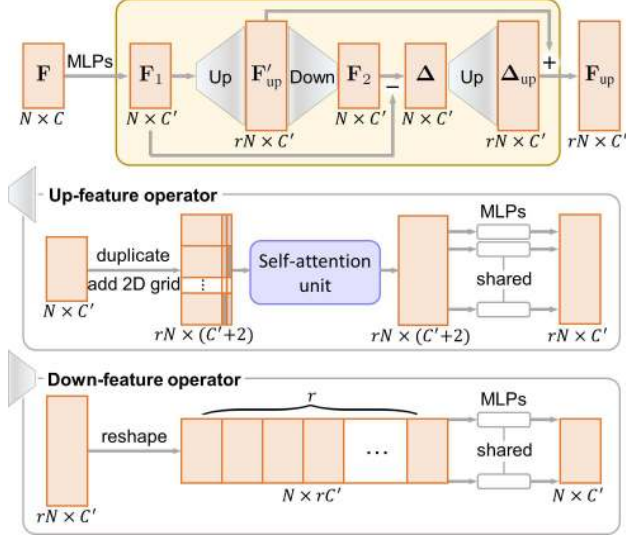 F
N × C
MLPs
F₁
N × C′
Up
F′up
rN × C′
Down
F₂
N × C′
−
Δ
N × C′
Up
Δup
rN × C′
+
Fup
rN × C′
Up-feature operator
N × C′
duplicate
add 2D grid
⋮
rN × (C′+2)
Self-attention
unit
rN × (C′+2)
MLPs
shared
rN × C′
Down-feature operator
rN × C′
reshape
r
...
N × rC′
MLPs
shared
N × C′